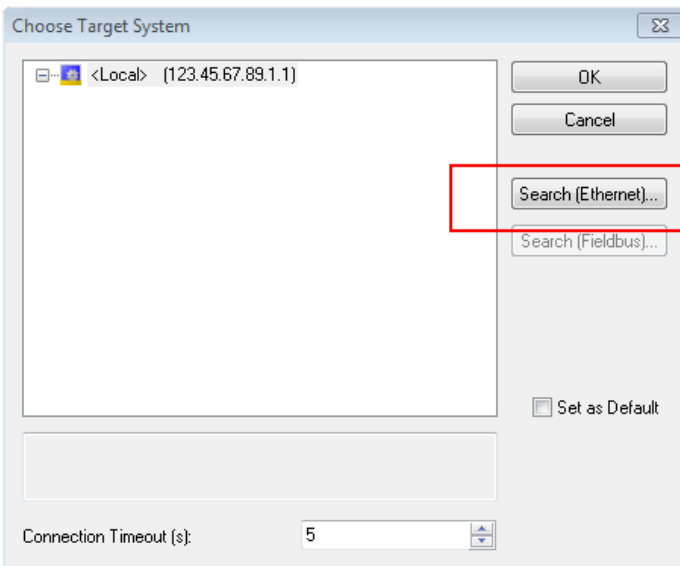 Choose Target System
<Local> (123.45.67.89.1.1)
OK
Cancel
Search (Ethernet)...
Search (Fieldbus)...
Set as Default
Connection Timeout (s):
5